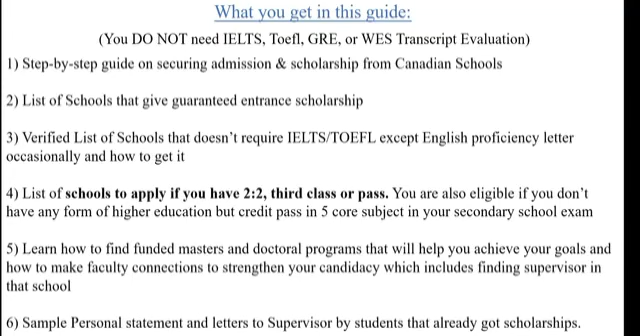 What you get in this guide:
(You DO NOT need IELTS, Toefl, GRE, or WES Transcript Evaluation)
1) Step-by-step guide on securing admission & scholarship from Canadian Schools
2) List of Schools that give guaranteed entrance scholarship
3) Verified List of Schools that doesn't require IELTS/TOEFL except English proficiency letter
occasionally and how to get it
4) List of schools to apply if you have 2:2, third class or pass. You are also eligible if you don't
have any form of higher education but credit pass in 5 core subject in your secondary school exam
5) Learn how to find funded masters and doctoral programs that will help you achieve your goals and
how to make faculty connections to strengthen your candidacy which includes finding supervisor in
that school
6) Sample Personal statement and letters to Supervisor by students that already got scholarships.